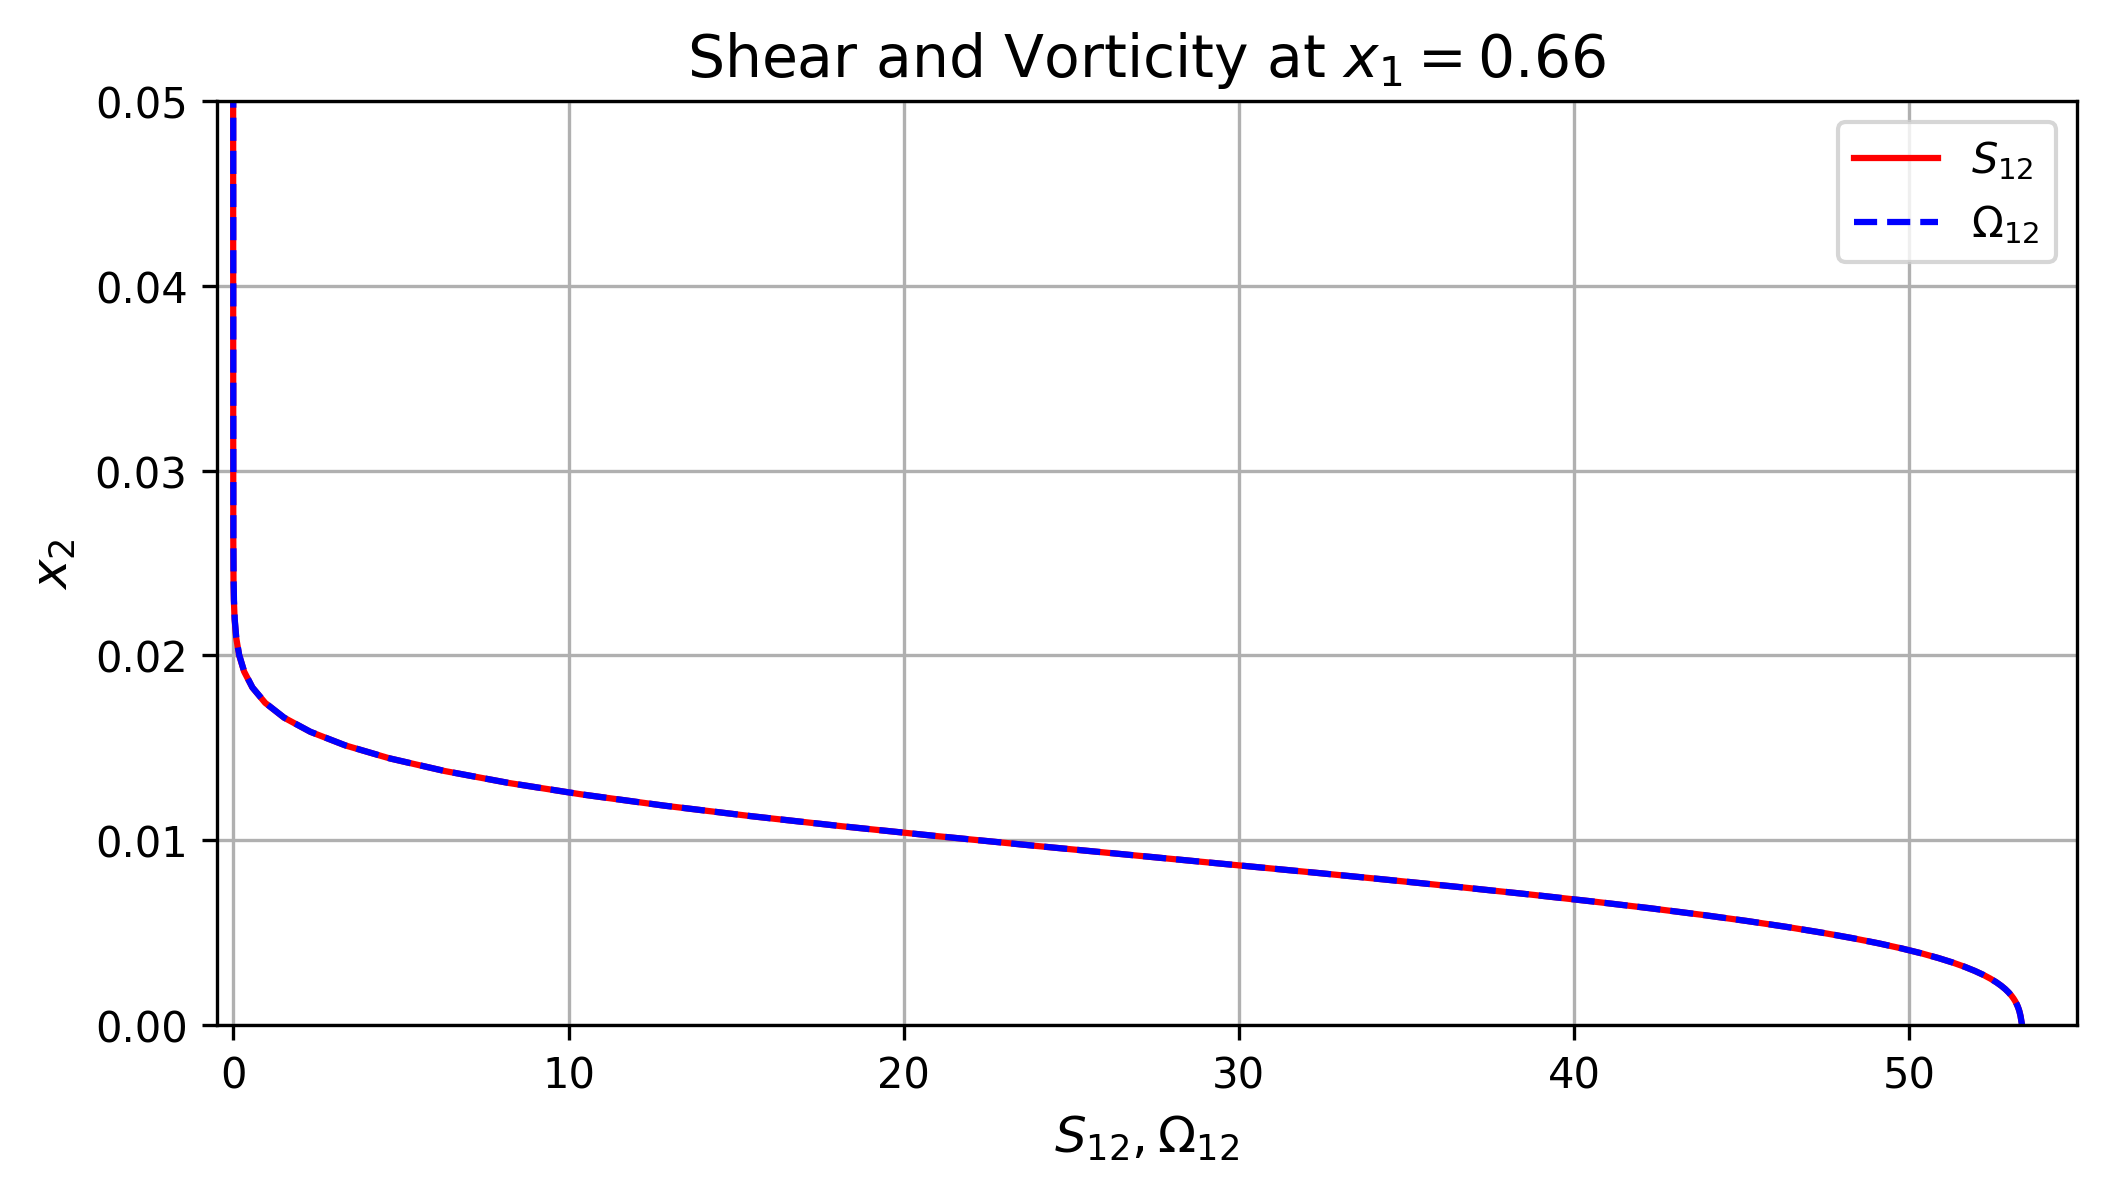 Shear and Vorticity at x₁ = 0.66
0.05
0.04
0.03
0.02
0.01
0.00
x₂
S₁₂
Ω₁₂
0 10 20 30 40 50
S₁₂, Ω₁₂